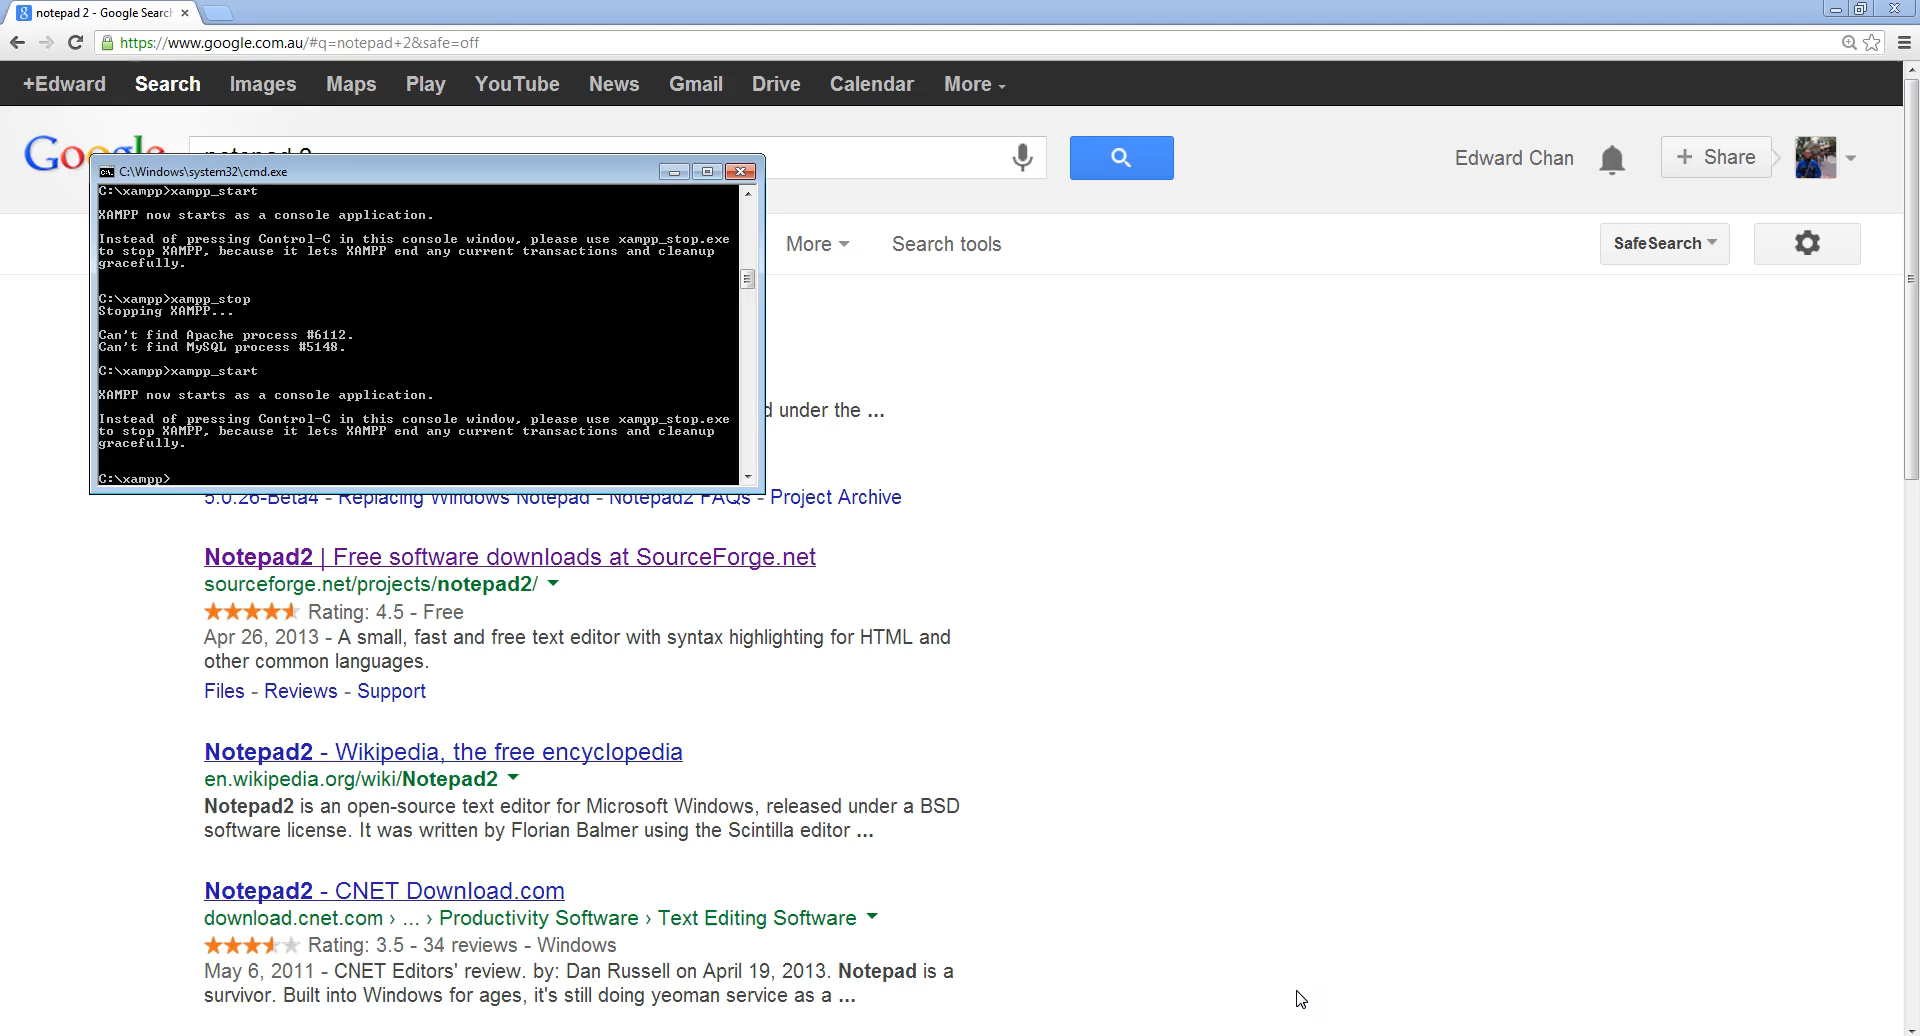 notepad 2 - Google Search
https://www.google.com.au/#q=notepad+2&safe=off
+Edward Search Images Maps Play YouTube News Gmail Drive Calendar More
Google
notepad 2
Edward Chan
+ Share
C:\Windows\system32\cmd.exe
C:\xampp>xampp_start
XAMPP now starts as a console application.
Instead of pressing Control-C in this console window, please use xampp_stop.exe
to stop XAMPP, because it lets XAMPP end any current transactions and cleanup
gracefully.
C:\xampp>xampp_stop
Stopping XAMPP...
Can't find Apache process #6112.
Can't find MySQL process #5148.
C:\xampp>xampp_start
XAMPP now starts as a console application.
Instead of pressing Control-C in this console window, please use xampp_stop.exe
to stop XAMPP, because it lets XAMPP end any current transactions and cleanup
gracefully.
C:\xampp>
More Search tools
SafeSearch
under the ...
5.0.26-Beta4 - Replacing Windows Notepad - Notepad2 FAQs - Project Archive
Notepad2 | Free software downloads at SourceForge.net
sourceforge.net/projects/notepad2/
Rating: 4.5 - Free
Apr 26, 2013 - A small, fast and free text editor with syntax highlighting for HTML and
other common languages.
Files - Reviews - Support
Notepad2 - Wikipedia, the free encyclopedia
en.wikipedia.org/wiki/Notepad2
Notepad2 is an open-source text editor for Microsoft Windows, released under a BSD
software license. It was written by Florian Balmer using the Scintilla editor ...
Notepad2 - CNET Download.com
download.cnet.com › ... › Productivity Software › Text Editing Software
Rating: 3.5 - 34 reviews - Windows
May 6, 2011 - CNET Editors' review. by: Dan Russell on April 19, 2013. Notepad is a
survivor. Built into Windows for ages, it's still doing yeoman service as a ...